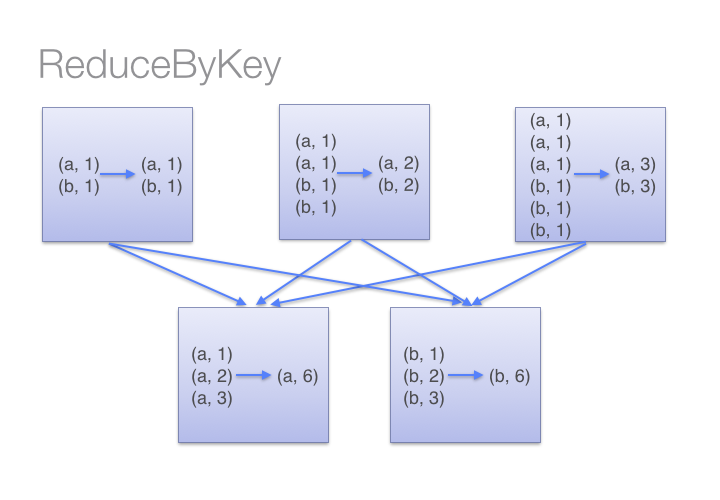 ReduceByKey
(a, 1)
(b, 1)
(a, 1)
(b, 1)
(a, 1)
(a, 1)
(b, 1)
(b, 1)
(a, 2)
(b, 2)
(a, 1)
(a, 1)
(a, 1)
(b, 1)
(b, 1)
(b, 1)
(a, 3)
(b, 3)
(a, 1)
(a, 2)
(a, 3)
(a, 6)
(b, 1)
(b, 2)
(b, 3)
(b, 6)